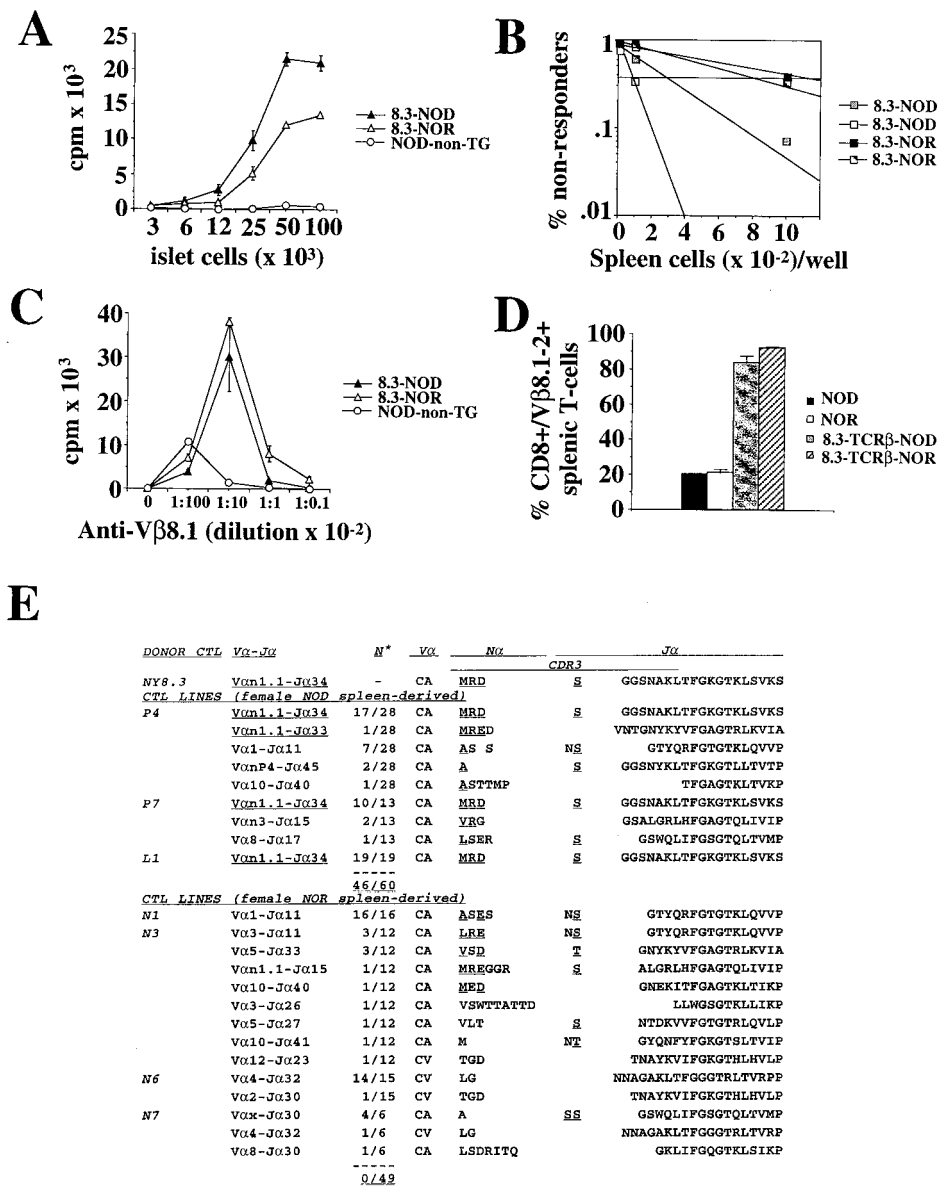 A
cpm x 10³
25
20
15
10
5
0
3 6 12 25 50 100
islet cells (x 10³)
8.3-NOD
8.3-NOR
NOD-non-TG
B
% non-responders
1
.1
.01
0 2 4 6 8 10
Spleen cells (x 10⁻²)/well
8.3-NOD
8.3-NOD
8.3-NOR
8.3-NOR
C
cpm x 10³
40
30
20
10
0
0 1:100 1:10 1:1 1:0.1
Anti-Vβ8.1 (dilution x 10⁻²)
8.3-NOD
8.3-NOR
NOD-non-TG
D
% CD8+/Vβ8.1-2+
splenic T-cells
100
80
60
40
20
0
NOD
NOR
8.3-TCRβ-NOD
8.3-TCRβ-NOR
E
DONOR CTL Vα-Jα N* Vα Nα Jα
CDR3
NY8.3 Vαn1.1-Jα34 - CA MRD S GGSNAKLTFGKGTKLSVKS
CTL LINES (female NOD spleen-derived)
P4 Vαn1.1-Jα34 17/28 CA MRD S GGSNAKLTFGKGTKLSVKS
Vαn1.1-Jα33 1/28 CA MRED VNTGNYKYVFGAGTRLKVIA
Vα1-Jα11 7/28 CA AS S NS GTYQRFGTGTKLQVVP
VαnP4-Jα45 2/28 CA A S GGSNYKLTFGKGTLLTVTP
Vα10-Jα40 1/28 CA ASTTMP TFGAGTKLTVKP
P7 Vαn1.1-Jα34 10/13 CA MRD S GGSNAKLTFGKGTKLSVKS
Vαn3-Jα15 2/13 CA VRG GSALGRLHFGAGTQLIVIP
Vα8-Jα17 1/13 CA LSER S GSWQLIFGSGTQLTVMP
L1 Vαn1.1-Jα34 19/19 CA MRD S GGSNAKLTFGKGTKLSVKS
-----
46/60
CTL LINES (female NOR spleen-derived)
N1 Vα1-Jα11 16/16 CA ASES NS GTYQRFGTGTKLQVVP
N3 Vα3-Jα11 3/12 CA LRE NS GTYQRFGTGTKLQVVP
Vα5-Jα33 3/12 CA VSD T GNYKYVFGAGTRLKVIA
Vαn1.1-Jα15 1/12 CA MREGGR S ALGRLHFGAGTQLIVIP
Vα10-Jα40 1/12 CA MED GNEKITFGAGTKLTIKP
Vα3-Jα26 1/12 CA VSWTTATTD LLWGSGTKLLIKP
Vα5-Jα27 1/12 CA VLT S NTDKVVFGTGTRLQVLP
Vα10-Jα41 1/12 CA M NT GYQNFYFGKGTSLTVIP
Vα12-Jα23 1/12 CV TGD TNAYKVIFGKGTHLHVLP
N6 Vα4-Jα32 14/15 CV LG NNAGAKLTFGGGTRLTVRPP
Vα2-Jα30 1/15 CV TGD TNAYKVIFGKGTHLHVLP
N7 Vαx-Jα30 4/6 CA A SS GSWQLIFGSGTQLTVMP
Vα4-Jα32 1/6 CV LG NNAGAKLTFGGGTRLTVRP
Vα8-Jα30 1/6 CA LSDRITQ GKLIFGQGTKLSIKP
-----
0/49